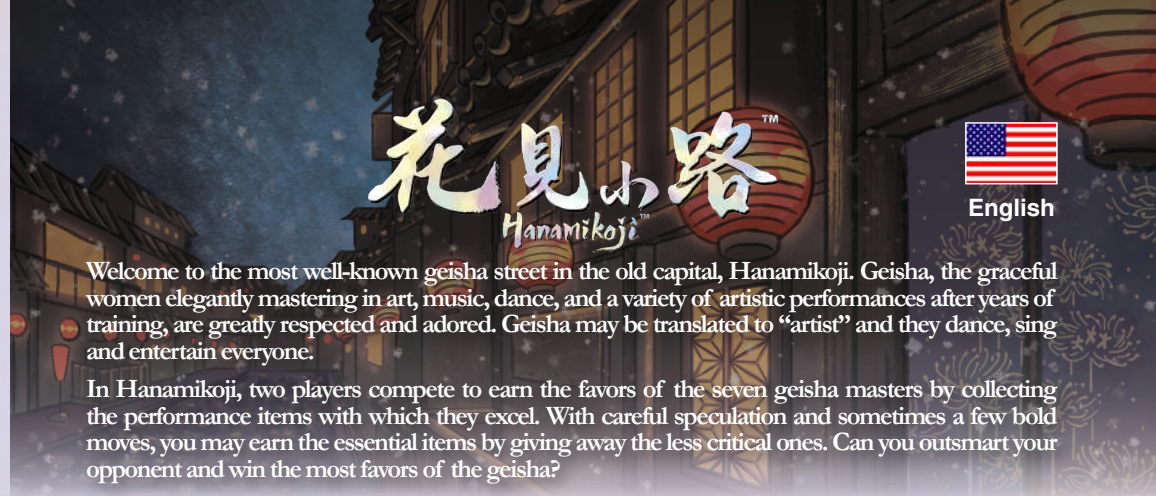 花見小路™
Hanamikoji™
English
Welcome to the most well-known geisha street in the old capital, Hanamikoji. Geisha, the graceful
women elegantly mastering in art, music, dance, and a variety of artistic performances after years of
training, are greatly respected and adored. Geisha may be translated to “artist” and they dance, sing
and entertain everyone.
In Hanamikoji, two players compete to earn the favors of the seven geisha masters by collecting
the performance items with which they excel. With careful speculation and sometimes a few bold
moves, you may earn the essential items by giving away the less critical ones. Can you outsmart your
opponent and win the most favors of the geisha?